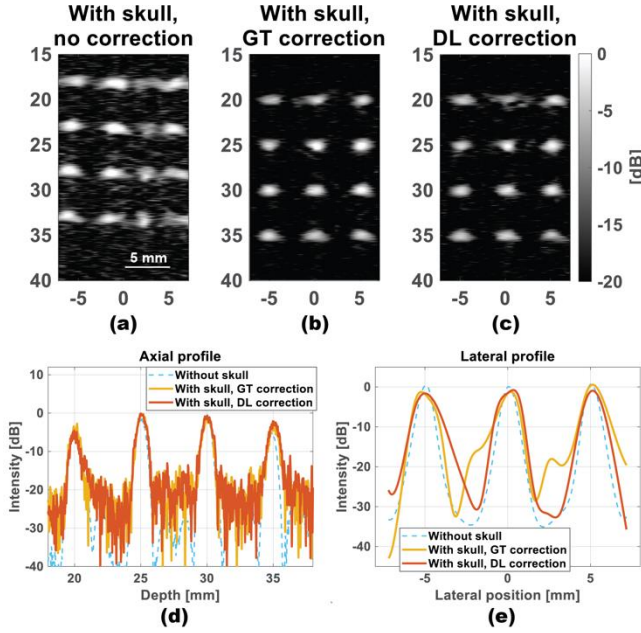 With skull,
no correction
With skull,
GT correction
With skull,
DL correction
15
20
25
30
35
40
5 mm
-5 0 5
(a)
15
20
25
30
35
40
-5 0 5
(b)
15
20
25
30
35
40
-5 0 5
(c)
0
-5
-10
-15
-20
[dB]
Axial profile
Without skull
With skull, GT correction
With skull, DL correction
10
0
-10
-20
-30
-40
Intensity [dB]
20 25 30 35
Depth [mm]
(d)
Lateral profile
0
-10
-20
-30
-40
Intensity [dB]
Without skull
With skull, GT correction
With skull, DL correction
-5 0 5
Lateral position [mm]
(e)